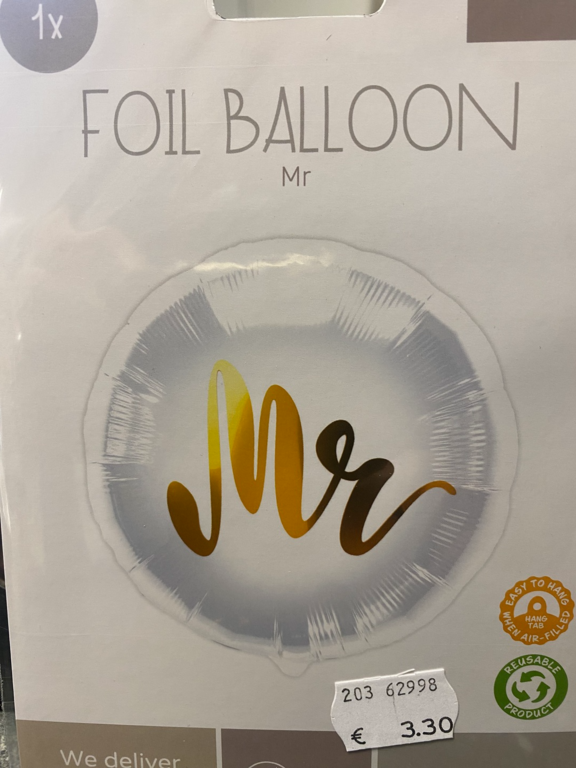 1x
FOIL BALLOON
Mr
Mr
EASY TO HANG
HANG
TAB
WHEN AIR-FILLED
REUSABLE
PRODUCT
203 62998
€ 3.30
We deliver